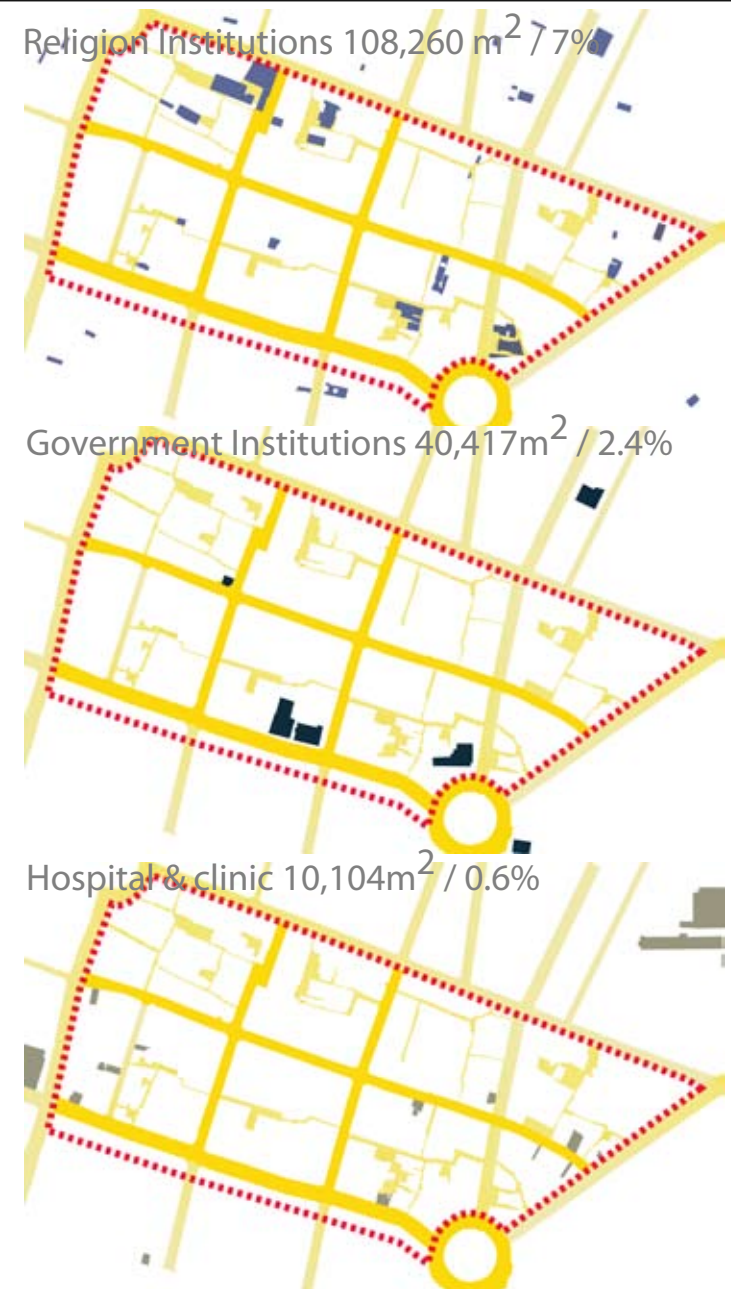 Religion Institutions 108,260 m² / 7%
Government Institutions 40,417m² / 2.4%
Hospital & clinic 10,104m² / 0.6%